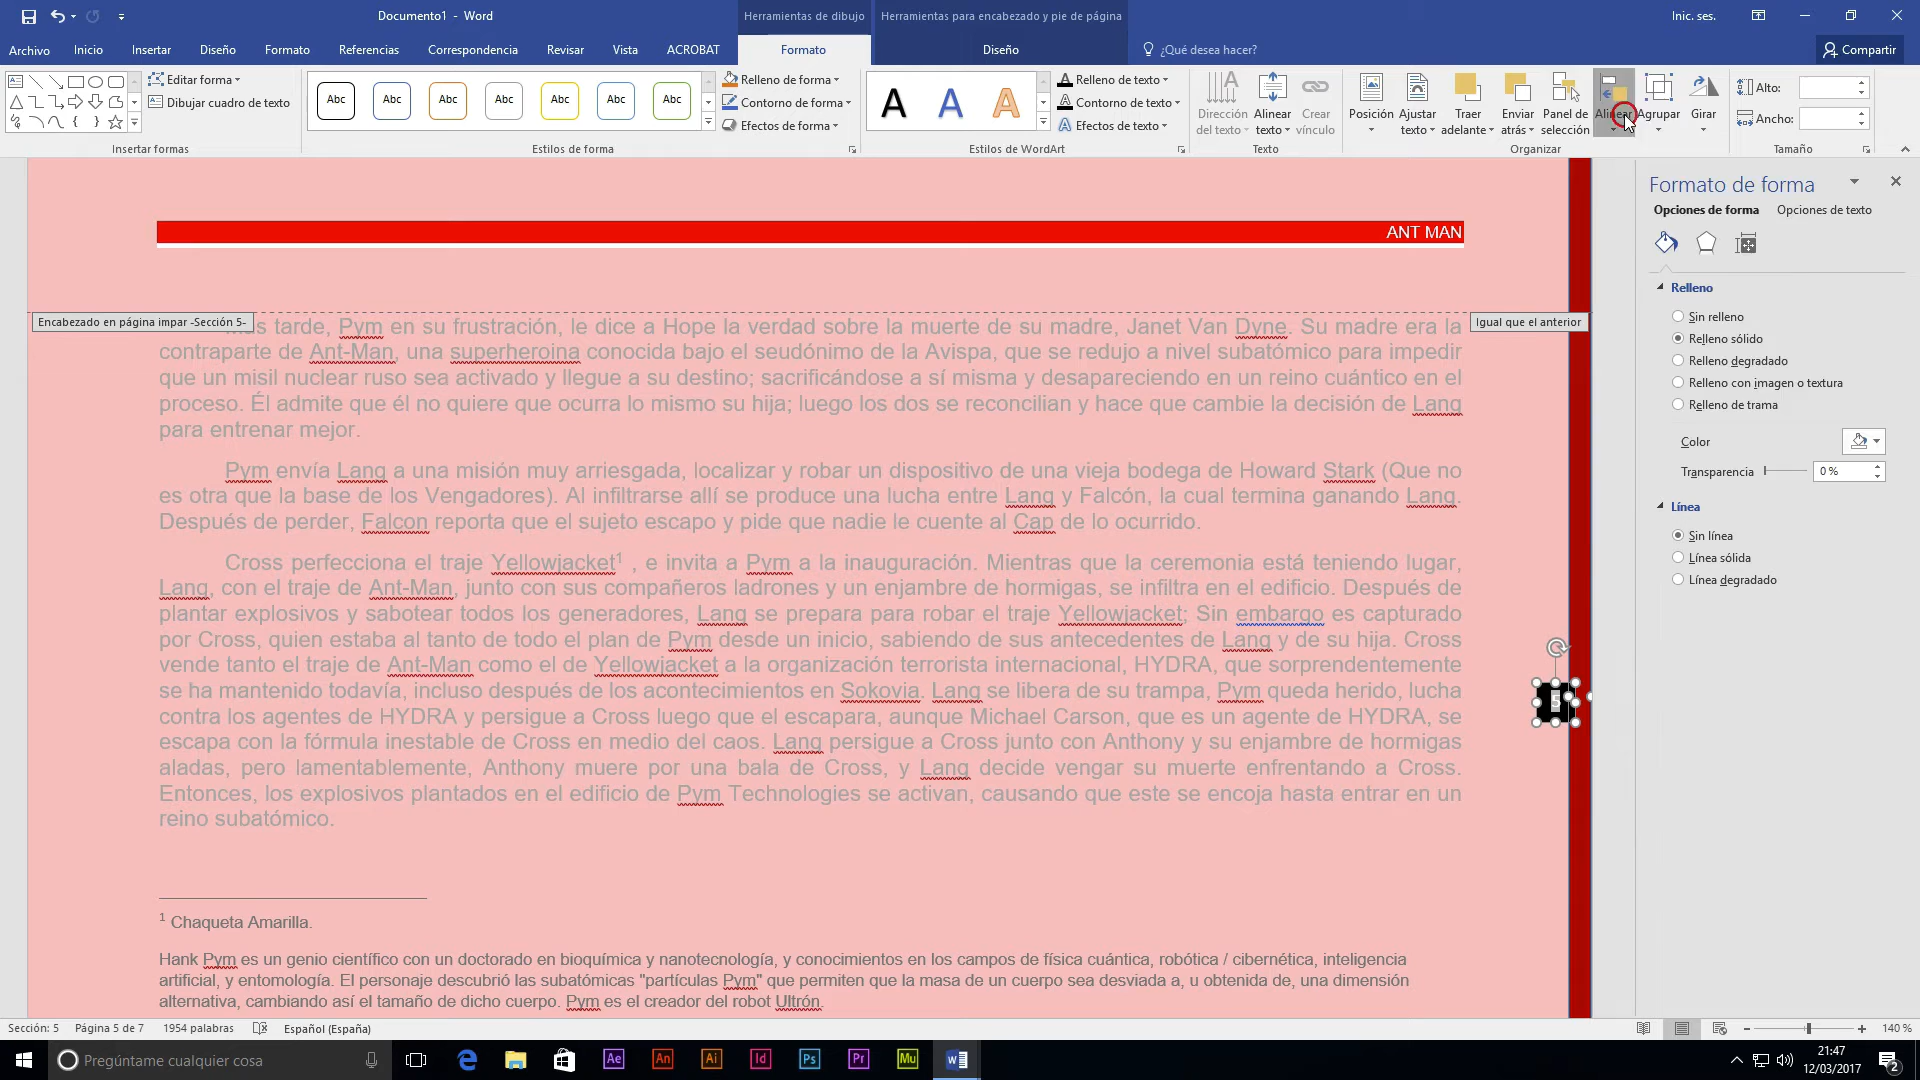 Documento1 - Word
Herramientas de dibujo
Herramientas para encabezado y pie de página
Inic. ses.
Archivo Inicio Insertar Diseño Formato Referencias Correspondencia Revisar Vista ACROBAT Formato Diseño ¿Qué desea hacer? Compartir
Editar forma
Dibujar cuadro de texto
Insertar formas
Abc Abc Abc Abc Abc Abc Abc
Relleno de forma
Contorno de forma
Efectos de forma
Estilos de forma
A A A
Relleno de texto
Contorno de texto
Efectos de texto
Estilos de WordArt
Dirección del texto
Alinear texto
Crear vínculo
Texto
Posición
Ajustar texto
Traer adelante
Enviar atrás
Panel de selección
Alinear
Agrupar
Girar
Organizar
Alto:
Ancho:
Tamaño
ANT MAN
Encabezado en página impar -Sección 5-
Igual que el anterior
s tarde, Pym en su frustración, le dice a Hope la verdad sobre la muerte de su madre, Janet Van Dyne. Su madre era la
contraparte de Ant-Man, una superheroina conocida bajo el seudónimo de la Avispa, que se redujo a nivel subatómico para impedir
que un misil nuclear ruso sea activado y llegue a su destino; sacrificándose a sí misma y desapareciendo en un reino cuántico en el
proceso. Él admite que él no quiere que ocurra lo mismo su hija; luego los dos se reconcilian y hace que cambie la decisión de Lang
para entrenar mejor.
Pym envía Lang a una misión muy arriesgada, localizar y robar un dispositivo de una vieja bodega de Howard Stark (Que no
es otra que la base de los Vengadores). Al infiltrarse allí se produce una lucha entre Lang y Falcón, la cual termina ganando Lang.
Después de perder, Falcon reporta que el sujeto escapo y pide que nadie le cuente al Cap de lo ocurrido.
Cross perfecciona el traje Yellowjacket1 , e invita a Pym a la inauguración. Mientras que la ceremonia está teniendo lugar,
Lang, con el traje de Ant-Man, junto con sus compañeros ladrones y un enjambre de hormigas, se infiltra en el edificio. Después de
plantar explosivos y sabotear todos los generadores, Lang se prepara para robar el traje Yellowjacket; Sin embargo es capturado
por Cross, quien estaba al tanto de todo el plan de Pym desde un inicio, sabiendo de sus antecedentes de Lang y de su hija. Cross
vende tanto el traje de Ant-Man como el de Yellowjacket a la organización terrorista internacional, HYDRA, que sorprendentemente
se ha mantenido todavía, incluso después de los acontecimientos en Sokovia. Lang se libera de su trampa, Pym queda herido, lucha
contra los agentes de HYDRA y persigue a Cross luego que el escapara, aunque Michael Carson, que es un agente de HYDRA, se
escapa con la fórmula inestable de Cross en medio del caos. Lang persigue a Cross junto con Anthony y su enjambre de hormigas
aladas, pero lamentablemente, Anthony muere por una bala de Cross, y Lang decide vengar su muerte enfrentando a Cross.
Entonces, los explosivos plantados en el edificio de Pym Technologies se activan, causando que este se encoja hasta entrar en un
reino subatómico.
5
1 Chaqueta Amarilla.
Hank Pym es un genio científico con un doctorado en bioquímica y nanotecnología, y conocimientos en los campos de física cuántica, robótica / cibernética, inteligencia
artificial, y entomología. El personaje descubrió las subatómicas "partículas Pym" que permiten que la masa de un cuerpo sea desviada a, u obtenida de, una dimensión
alternativa, cambiando así el tamaño de dicho cuerpo. Pym es el creador del robot Ultrón.
Formato de forma
Opciones de forma Opciones de texto
Relleno
Sin relleno
Relleno sólido
Relleno degradado
Relleno con imagen o textura
Relleno de trama
Color
Transparencia 0 %
Línea
Sin línea
Línea sólida
Línea degradado
Sección: 5 Página 5 de 7 1954 palabras Español (España) 140 %
Pregúntame cualquier cosa
Ae An Ai Id Ps Pr Mu
21:47
12/03/2017
2